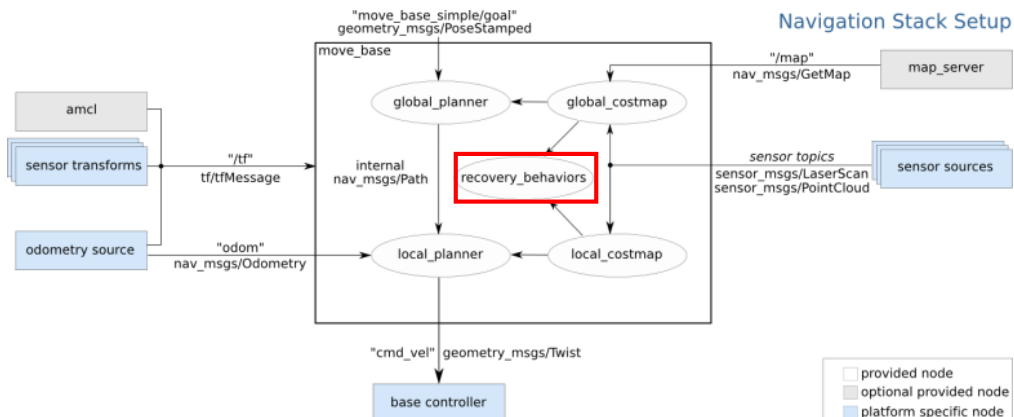 Navigation Stack Setup
"move_base_simple/goal"
geometry_msgs/PoseStamped
move_base
"/map"
nav_msgs/GetMap
map_server
global_planner
global_costmap
amcl
sensor transforms
"/tf"
tf/tfMessage
internal
nav_msgs/Path
recovery_behaviors
sensor topics
sensor_msgs/LaserScan
sensor_msgs/PointCloud
sensor sources
odometry source
"odom"
nav_msgs/Odometry
local_planner
local_costmap
"cmd_vel" geometry_msgs/Twist
base controller
provided node
optional provided node
platform specific node